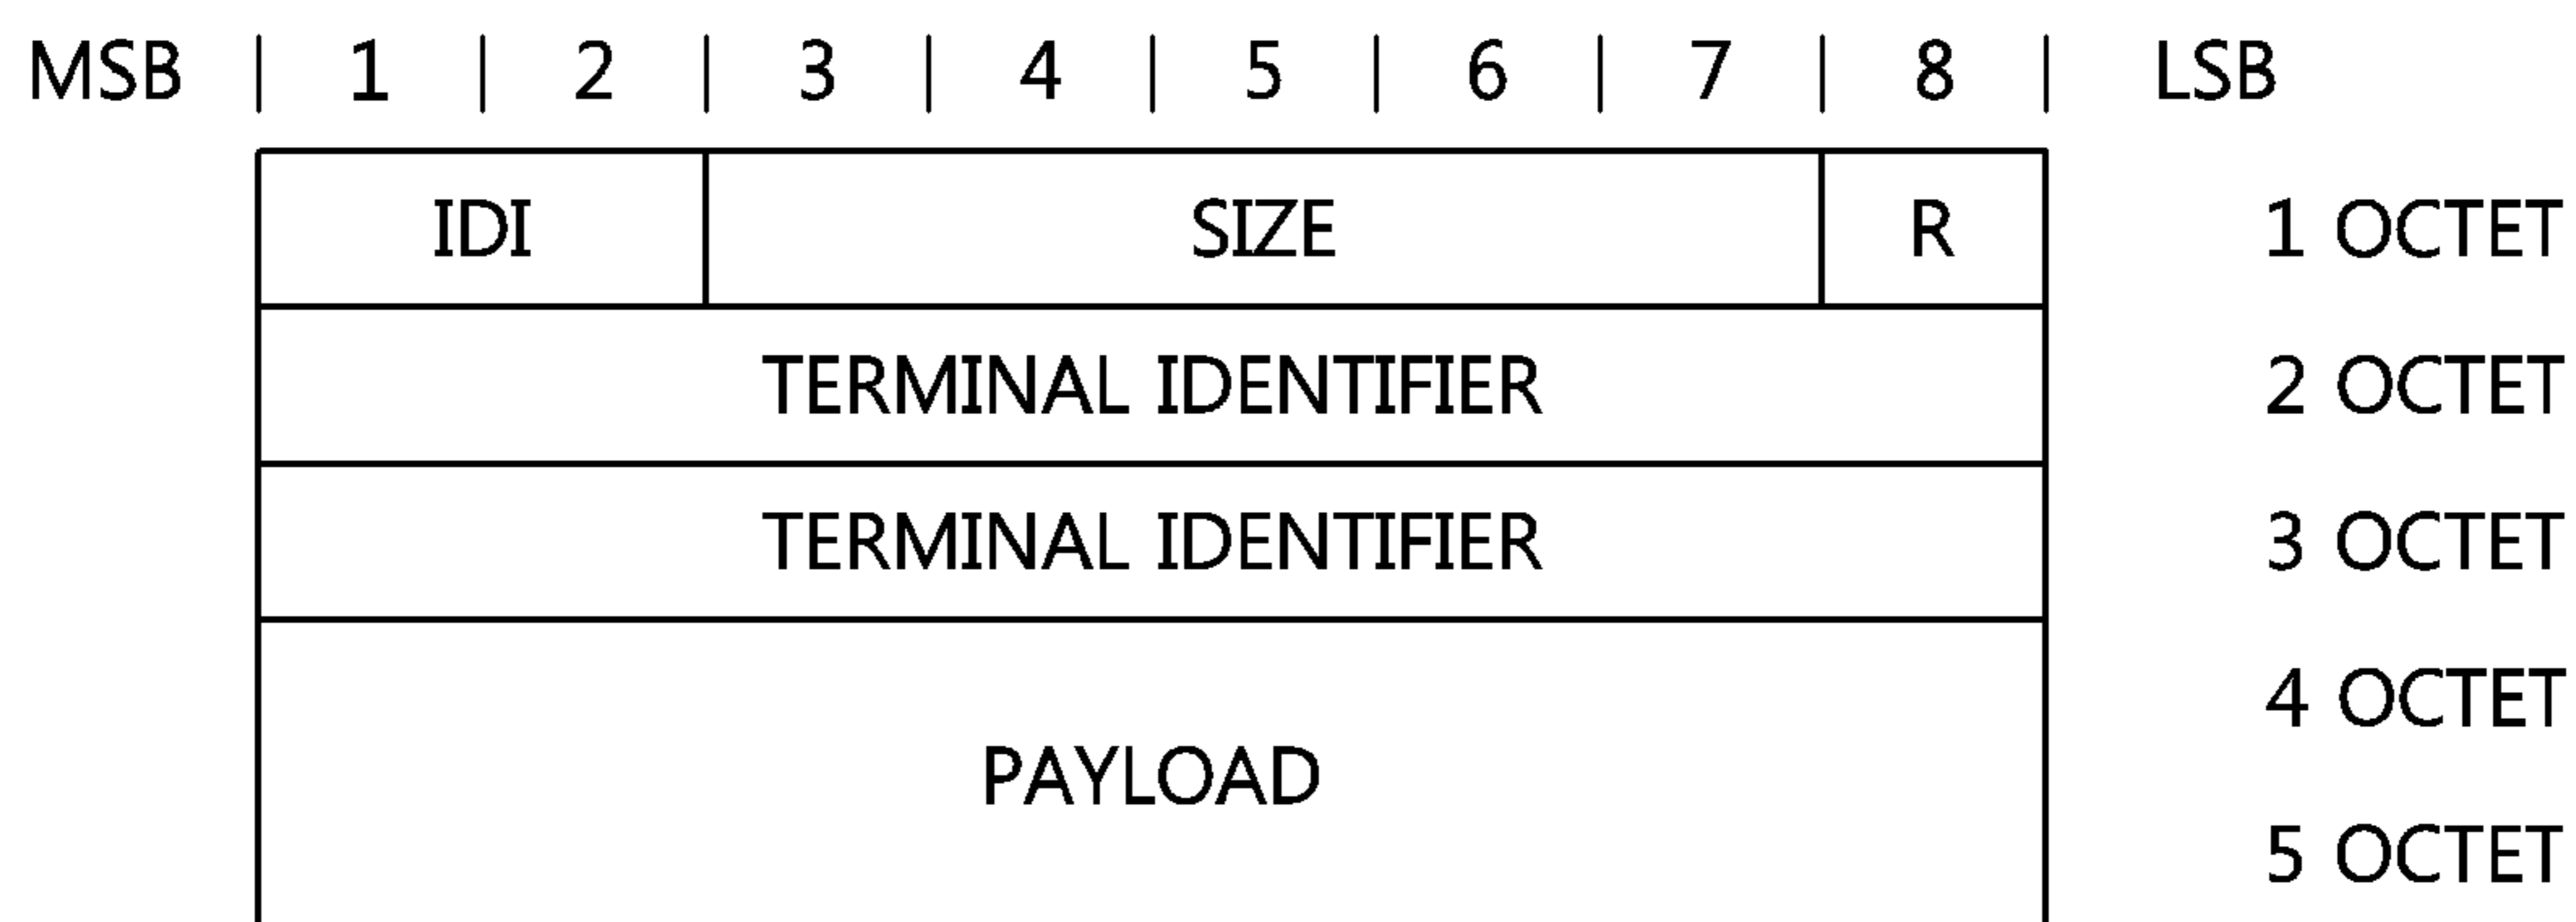 MSB | 1 | 2 | 3 | 4 | 5 | 6 | 7 | 8 | LSB
IDI SIZE R 1 OCTET
TERMINAL IDENTIFIER 2 OCTET
TERMINAL IDENTIFIER 3 OCTET
4 OCTET
PAYLOAD
5 OCTET